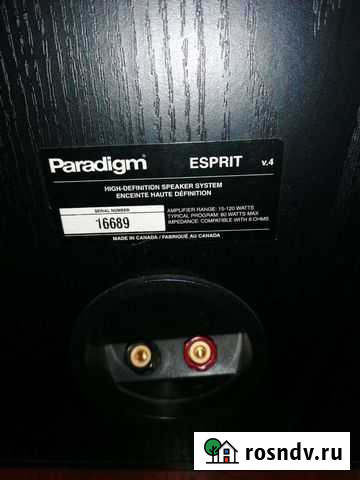 Paradigm™ ESPRIT v.4
HIGH-DEFINITION SPEAKER SYSTEM
ENCEINTE HAUTE DÉFINITION
SERIAL NUMBER
16689
AMPLIFIER RANGE: 15-120 WATTS
TYPICAL PROGRAM: 80 WATTS MAX
IMPEDANCE: COMPATIBLE WITH 8 OHMS
MADE IN CANADA / FABRIQUÉ AU CANADA
rosndv.ru